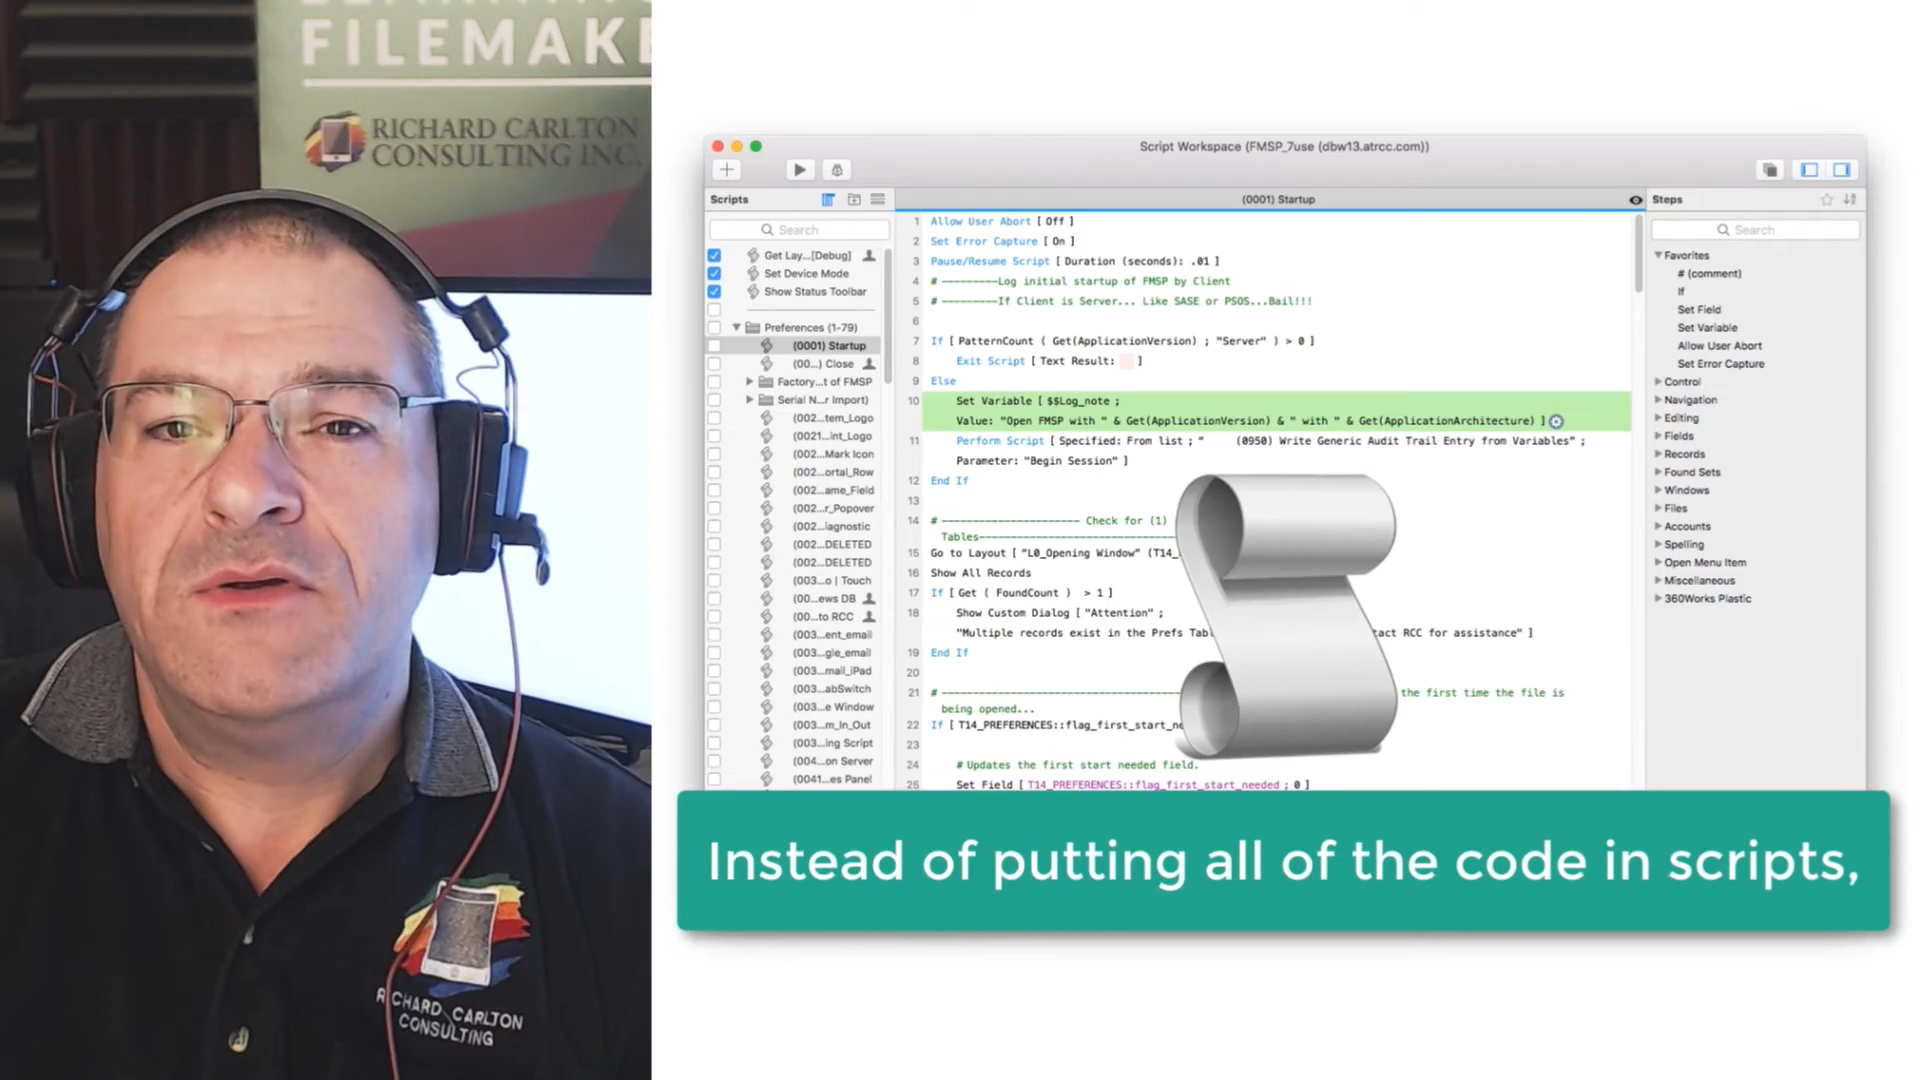 FILEMAKE
RICHARD CARLTON
CONSULTING INC.
RICHARD CARLTON
CONSULTING
Script Workspace (FMSP_7use (dbw13.atrcc.com))
Scripts
(0001) Startup
Steps
Search
Get Lay...[Debug]
Set Device Mode
Show Status Toolbar
Preferences (1-79)
(0001) Startup
(00...) Close
Factory...t of FMSP
Serial N...r Import)
(002...tem_Logo
(0021...int_Logo
(002...Mark Icon
(002...ortal_Row
(002...ame_Field
(002...r_Popover
(002...iagnostic
(002...DELETED
(002...DELETED
(003...o | Touch
(00...ews DB
(00...to RCC
(003...ent_email
(003...gle_email
(003...mail_iPad
(003...abSwitch
(003...e Window
(003...m_In_Out
(003...ing Script
(004...on Server
(0041...es Panel
1 Allow User Abort [ Off ]
2 Set Error Capture [ On ]
3 Pause/Resume Script [ Duration (seconds): .01 ]
4 # ---------Log initial startup of FMSP by Client
5 # ---------If Client is Server... Like SASE or PSOS...Bail!!!
6
7 If [ PatternCount ( Get(ApplicationVersion) ; "Server" ) > 0 ]
8 Exit Script [ Text Result: ]
9 Else
10 Set Variable [ $$Log_note ;
Value: "Open FMSP with " & Get(ApplicationVersion) & " with " & Get(ApplicationArchitecture) ]
11 Perform Script [ Specified: From list ; " (0950) Write Generic Audit Trail Entry from Variables" ;
Parameter: "Begin Session" ]
12 End If
13
14 # ---------------------- Check for (1)
Tables
15 Go to Layout [ "L0_Opening Window" (T14_
16 Show All Records
17 If [ Get ( FoundCount ) > 1 ]
18 Show Custom Dialog [ "Attention" ;
"Multiple records exist in the Prefs Tabl tact RCC for assistance" ]
19 End If
20
21 # ---------------------- the first time the file is
being opened...
22 If [ T14_PREFERENCES::flag_first_start_ne
23
24 # Updates the first start needed field.
25 Set Field [ T14_PREFERENCES::flag_first_start_needed ; 0 ]
Search
Favorites
# (comment)
If
Set Field
Set Variable
Allow User Abort
Set Error Capture
Control
Navigation
Editing
Fields
Records
Found Sets
Windows
Files
Accounts
Spelling
Open Menu Item
Miscellaneous
360Works Plastic
Instead of putting all of the code in scripts,